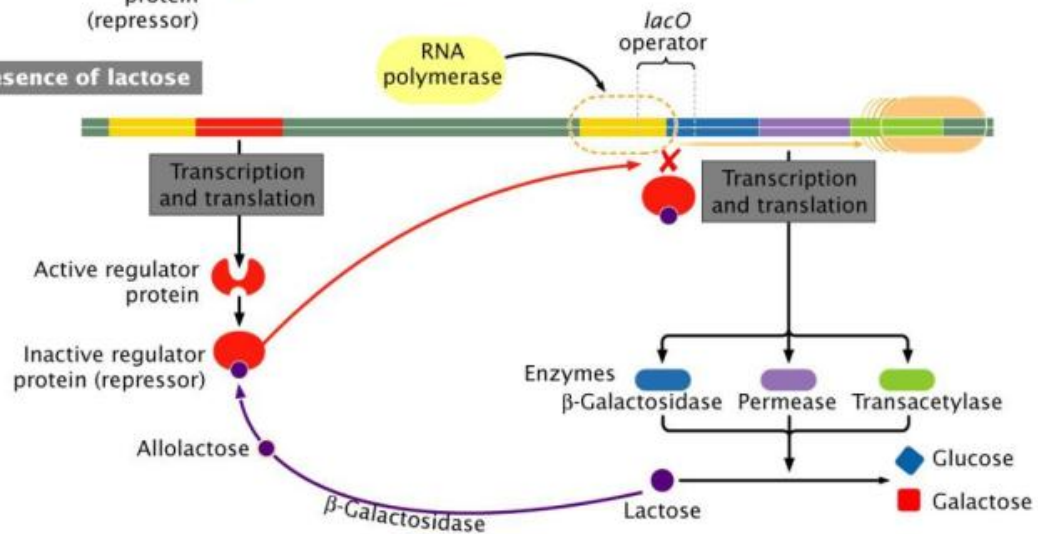 protein
(repressor)
lacO
operator
RNA
polymerase
esence of lactose
Transcription
and translation
Transcription
and translation
Active regulator
protein
Inactive regulator
protein (repressor)
Enzymes
β-Galactosidase Permease Transacetylase
Allolactose
Glucose
β-Galactosidase
Lactose
Galactose